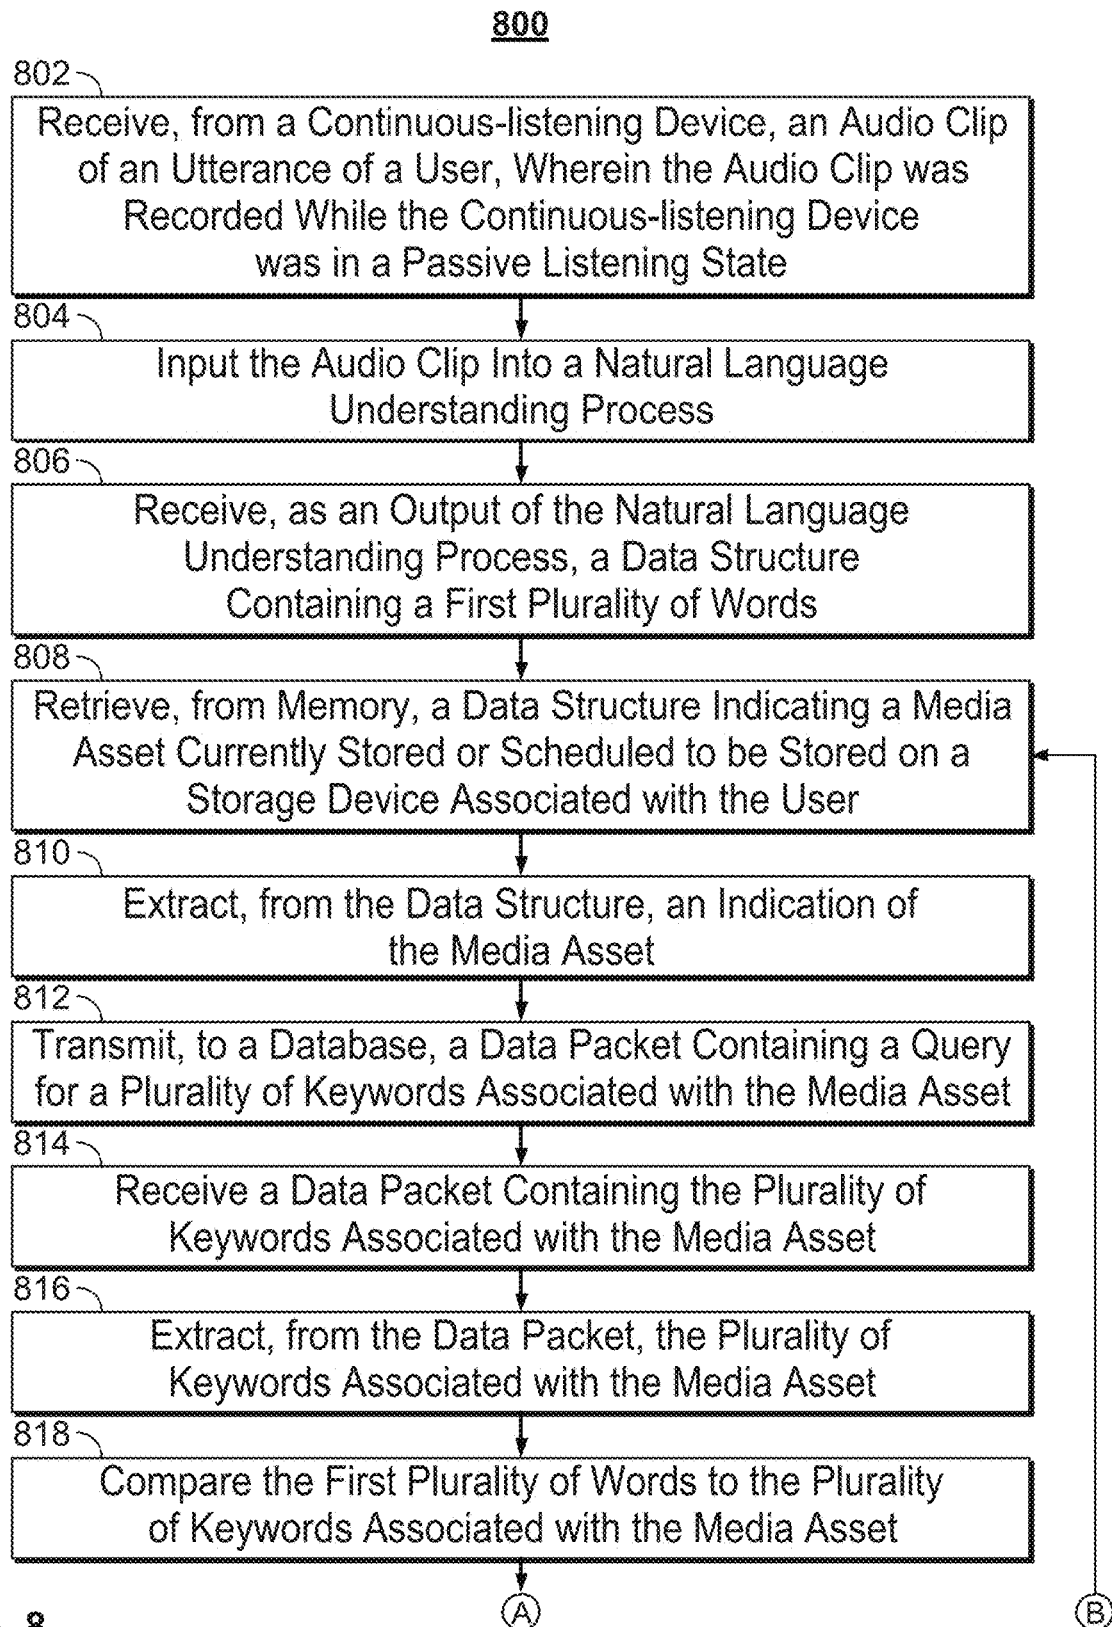 800
802
Receive, from a Continuous-listening Device, an Audio Clip
of an Utterance of a User, Wherein the Audio Clip was
Recorded While the Continuous-listening Device
was in a Passive Listening State
804
Input the Audio Clip Into a Natural Language
Understanding Process
806
Receive, as an Output of the Natural Language
Understanding Process, a Data Structure
Containing a First Plurality of Words
808
Retrieve, from Memory, a Data Structure Indicating a Media
Asset Currently Stored or Scheduled to be Stored on a
Storage Device Associated with the User
810
Extract, from the Data Structure, an Indication of
the Media Asset
812
Transmit, to a Database, a Data Packet Containing a Query
for a Plurality of Keywords Associated with the Media Asset
814
Receive a Data Packet Containing the Plurality of
Keywords Associated with the Media Asset
816
Extract, from the Data Packet, the Plurality of
Keywords Associated with the Media Asset
818
Compare the First Plurality of Words to the Plurality
of Keywords Associated with the Media Asset
A
B
8